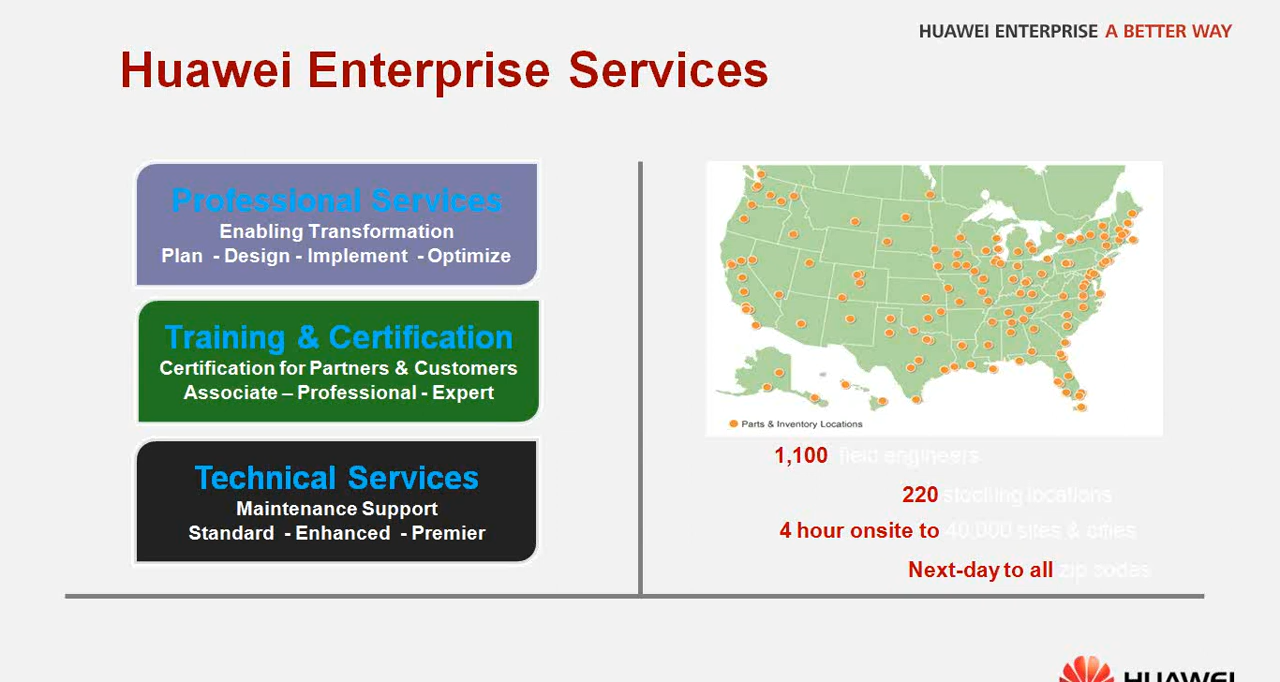 HUAWEI ENTERPRISE A BETTER WAY
Huawei Enterprise Services
Professional Services
Enabling Transformation
Plan - Design - Implement - Optimize
Training & Certification
Certification for Partners & Customers
Associate – Professional - Expert
Technical Services
Maintenance Support
Standard - Enhanced - Premier
Parts & Inventory Locations
1,100 field engineers
220 stocking locations
4 hour onsite to 40,000 sites & cities
Next-day to all zip codes
HUAWEI